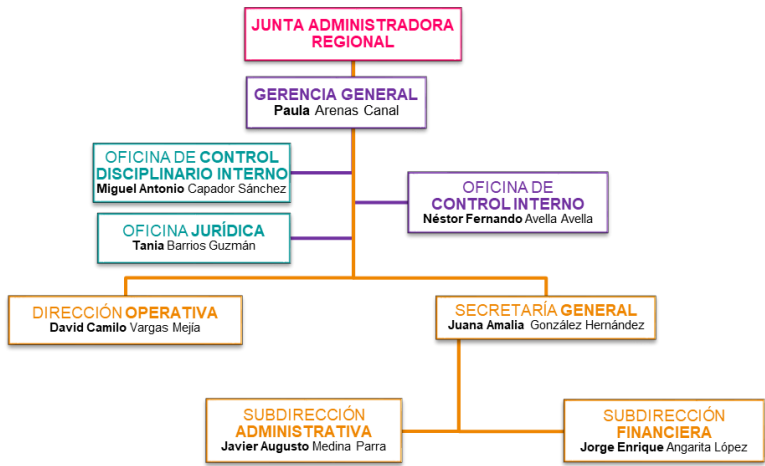 JUNTA ADMINISTRADORA
REGIONAL
GERENCIA GENERAL
Paula Arenas Canal
OFICINA DE CONTROL
DISCIPLINARIO INTERNO
Miguel Antonio Capador Sánchez
OFICINA DE
CONTROL INTERNO
Néstor Fernando Avella Avella
OFICINA JURÍDICA
Tania Barrios Guzmán
DIRECCIÓN OPERATIVA
David Camilo Vargas Mejía
SECRETARÍA GENERAL
Juana Amalia González Hernández
SUBDIRECCIÓN
ADMINISTRATIVA
Javier Augusto Medina Parra
SUBDIRECCIÓN
FINANCIERA
Jorge Enrique Angarita López